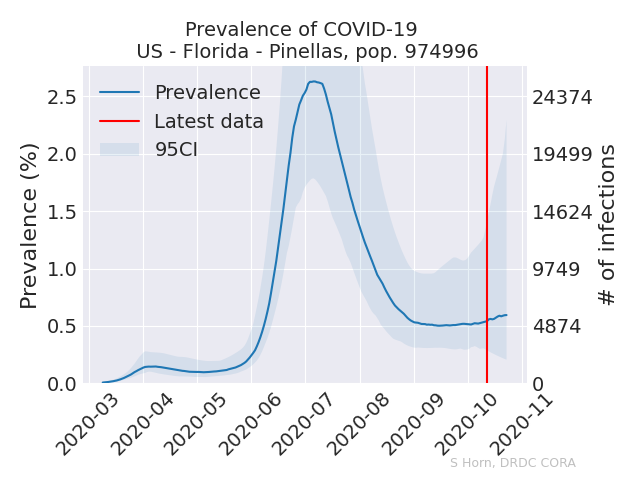 Prevalence of COVID-19
US - Florida - Pinellas, pop. 974996
Prevalence (%)
2.5
2.0
1.5
1.0
0.5
0.0
Prevalence
Latest data
95CI
24374
19499
14624
9749
4874
0
# of infections
2020-03
2020-04
2020-05
2020-06
2020-07
2020-08
2020-09
2020-10
2020-11
S Horn, DRDC CORA